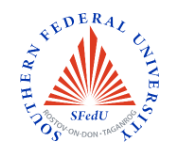 SOUTHERN FEDERAL UNIVERSITY
SFedU
ROSTOV-ON-DON - TAGANROG